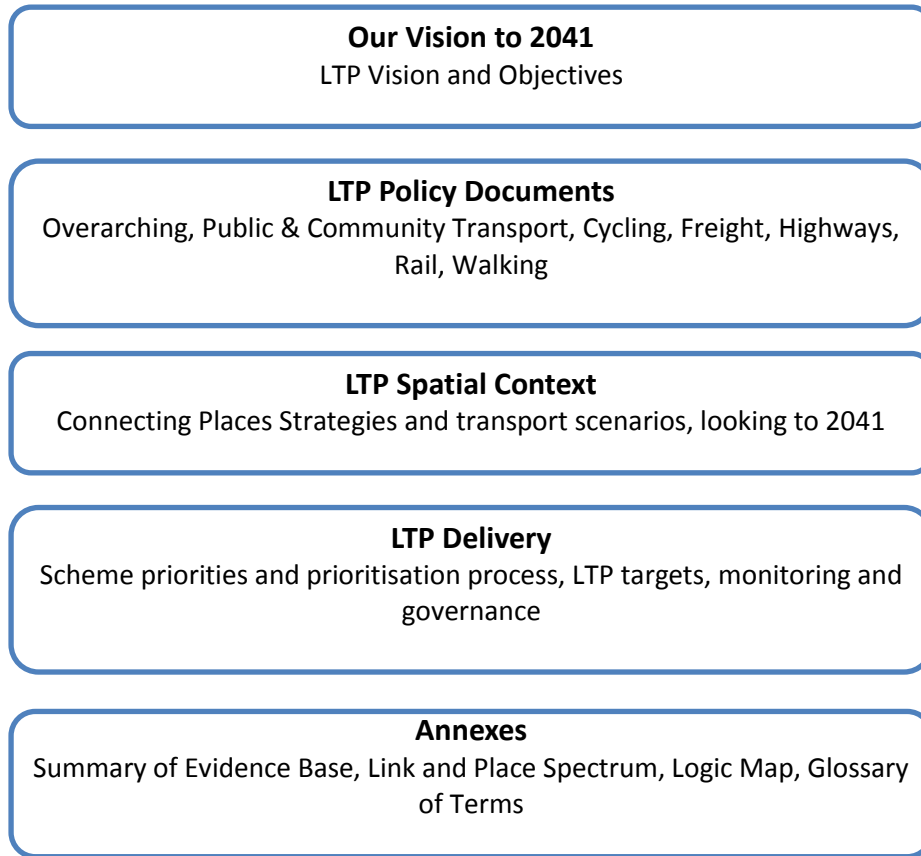 Our Vision to 2041
LTP Vision and Objectives
LTP Policy Documents
Overarching, Public & Community Transport, Cycling, Freight, Highways,
Rail, Walking
LTP Spatial Context
Connecting Places Strategies and transport scenarios, looking to 2041
LTP Delivery
Scheme priorities and prioritisation process, LTP targets, monitoring and
governance
Annexes
Summary of Evidence Base, Link and Place Spectrum, Logic Map, Glossary
of Terms